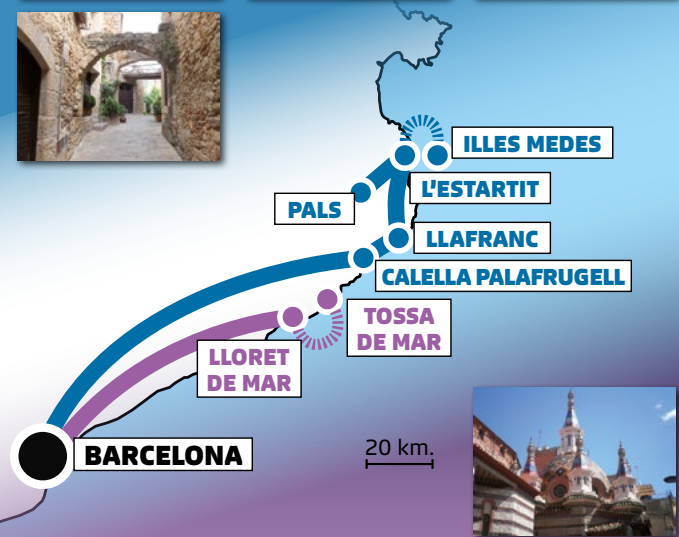 ILLES MEDES
L'ESTARTIT
PALS
LLAFRANC
CALELLA PALAFRUGELL
TOSSA
DE MAR
LLORET
DE MAR
BARCELONA
20 km.